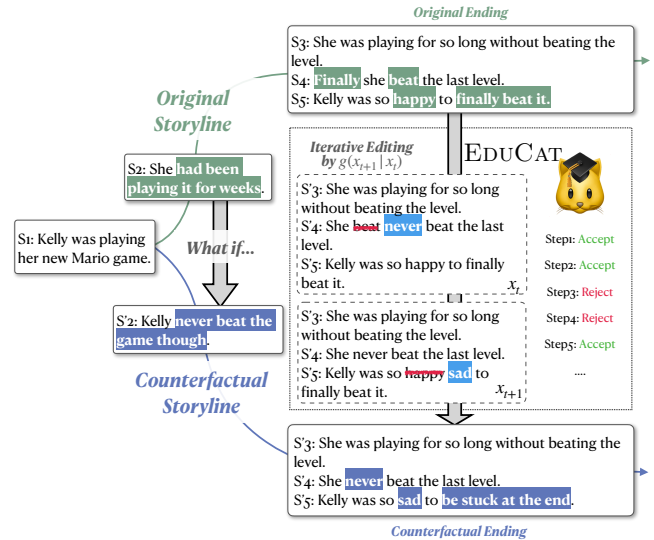 Original Ending
S3: She was playing for so long without beating the
level.
S4: Finally she beat the last level.
S5: Kelly was so happy to finally beat it.
Original
Storyline
S2: She had been
playing it for weeks.
S1: Kelly was playing
her new Mario game.
What if...
S'2: Kelly never beat the
game though.
Counterfactual
Storyline
Iterative Editing
by g(x_{t+1} | x_t)
EDUCAT
S'3: She was playing for so long
without beating the level.
S'4: She beat never beat the last
level.
S'5: Kelly was so happy to finally
beat it.
x_t
S'3: She was playing for so long
without beating the level.
S'4: She never beat the last level.
S'5: Kelly was so happy sad to
finally beat it.
x_{t+1}
Step1: Accept
Step2: Accept
Step3: Reject
Step4: Reject
Step5: Accept
....
S'3: She was playing for so long without beating the
level.
S'4: She never beat the last level.
S'5: Kelly was so sad to be stuck at the end.
Counterfactual Ending